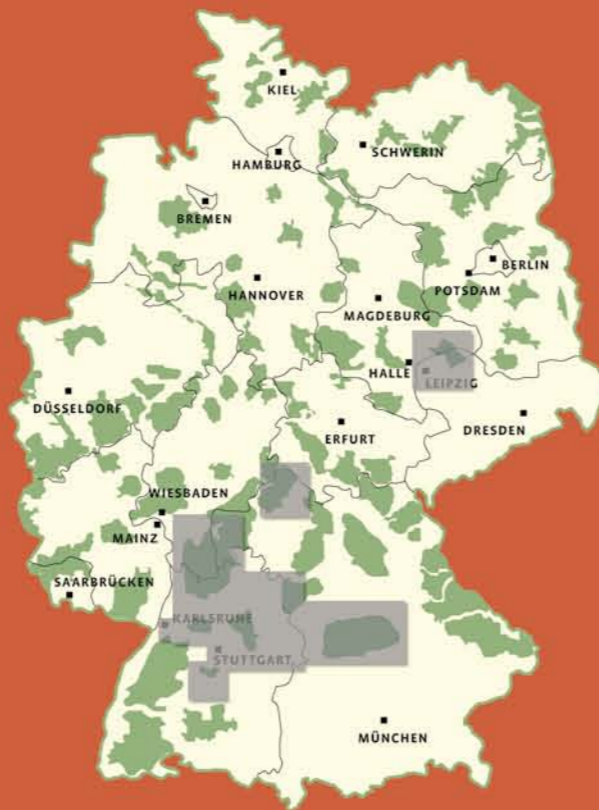 KIEL
SCHWERIN
HAMBURG
BREMEN
BERLIN
POTSDAM
HANNOVER
MAGDEBURG
HALLE
LEIPZIG
DÜSSELDORF
DRESDEN
ERFURT
WIESBADEN
MAINZ
SAARBRÜCKEN
KARLSRUHE
STUTTGART
MÜNCHEN